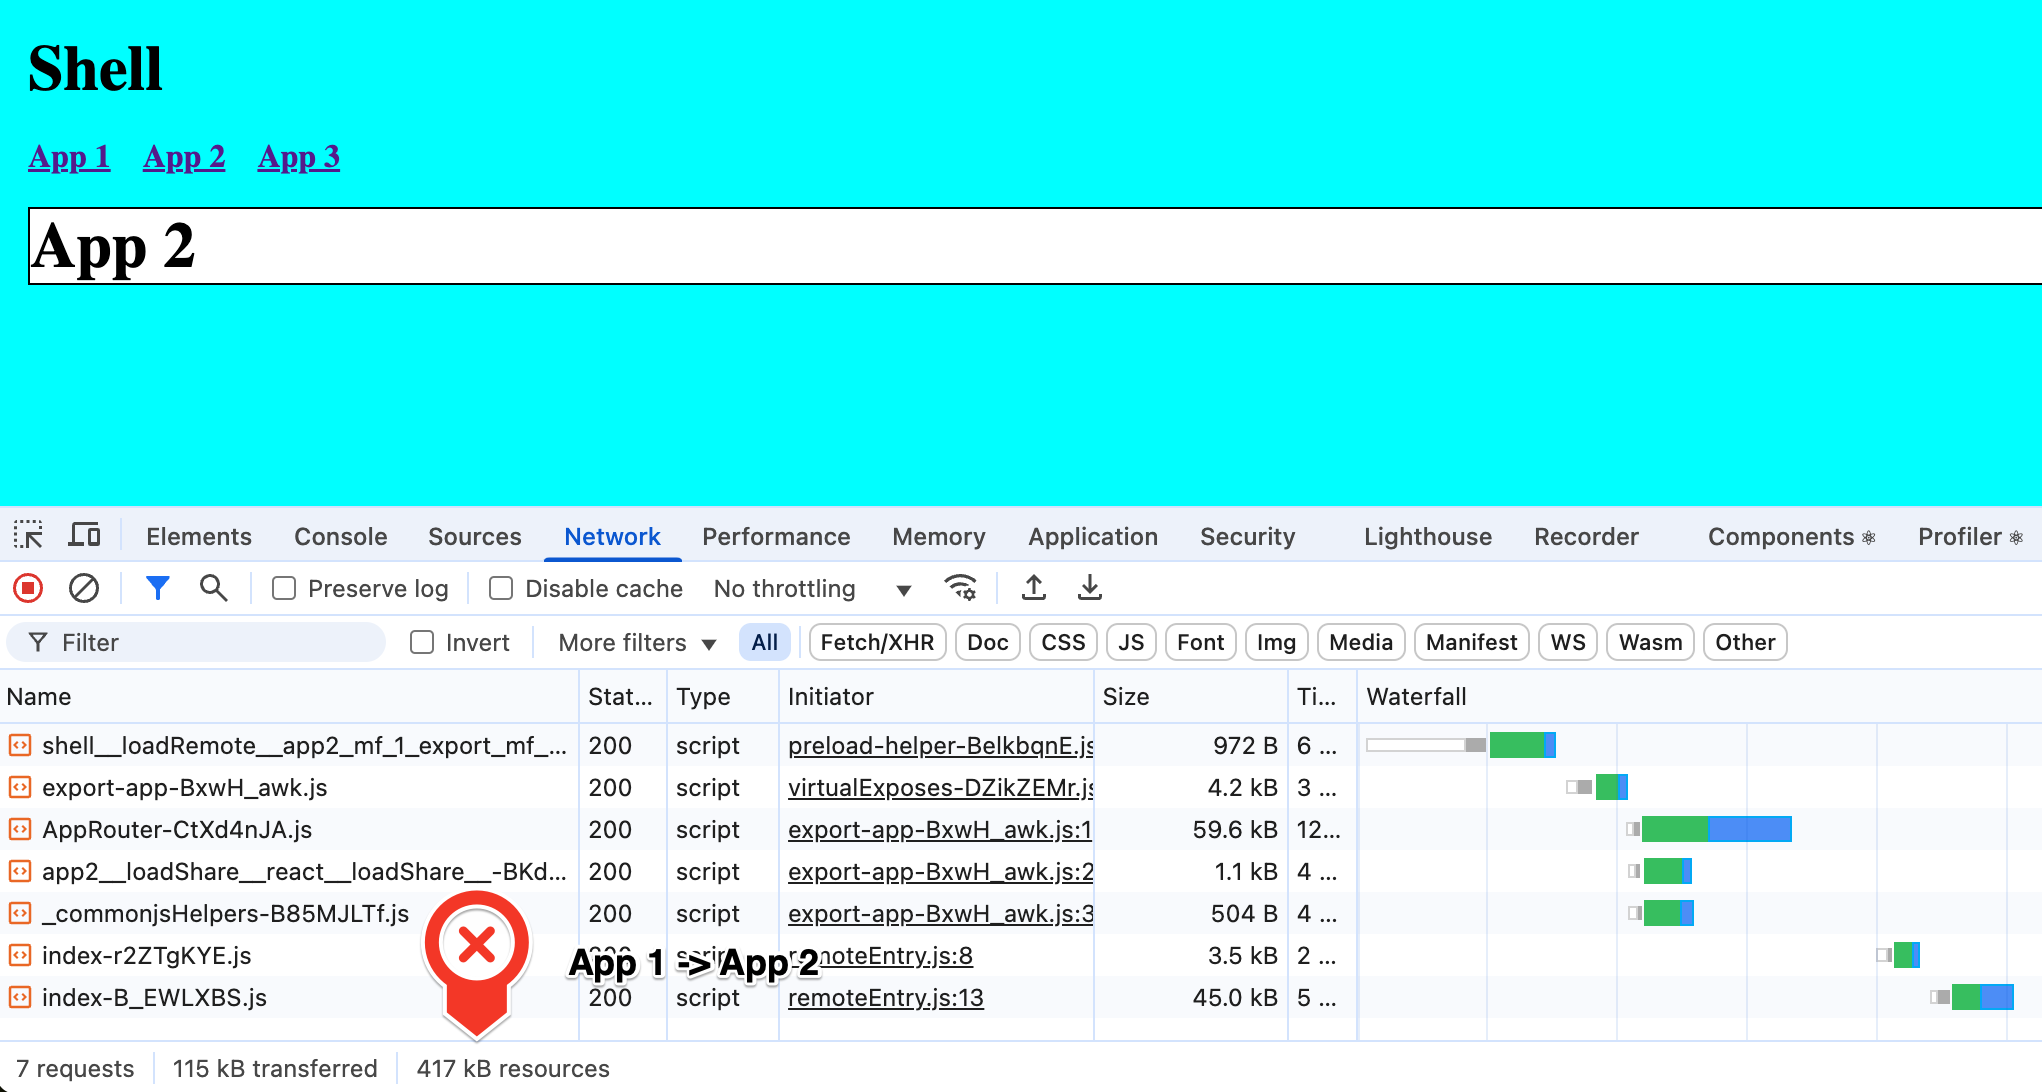 Shell
App 1 App 2 App 3
App 2
Elements Console Sources Network Performance Memory Application Security Lighthouse Recorder Components Profiler
Preserve log Disable cache No throttling
Filter Invert More filters All Fetch/XHR Doc CSS JS Font Img Media Manifest WS Wasm Other
Name Stat... Type Initiator Size Ti... Waterfall
shell__loadRemote__app2_mf_1_export_mf_... 200 script preload-helper-BelkbqnE.js 972 B 6 ...
export-app-BxwH_awk.js 200 script virtualExposes-DZikZEMr.js 4.2 kB 3 ...
AppRouter-CtXd4nJA.js 200 script export-app-BxwH_awk.js:1 59.6 kB 12...
app2__loadShare__react__loadShare__-BKd... 200 script export-app-BxwH_awk.js:2 1.1 kB 4 ...
_commonjsHelpers-B85MJLTf.js 200 script export-app-BxwH_awk.js:3 504 B 4 ...
index-r2ZTgKYE.js 200 script remoteEntry.js:8 3.5 kB 2 ...
App 1 -> App 2
index-B_EWLXBS.js 200 script remoteEntry.js:13 45.0 kB 5 ...
7 requests 115 kB transferred 417 kB resources